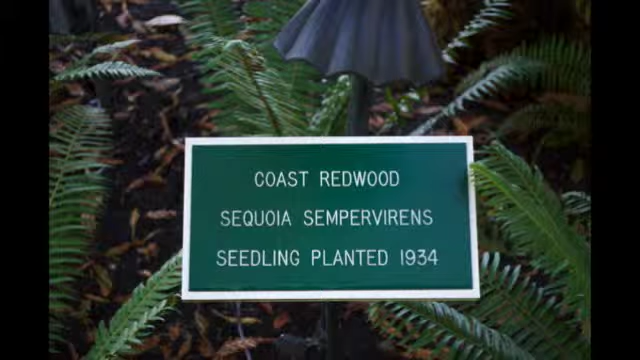 COAST REDWOOD
SEQUOIA SEMPERVIRENS
SEEDLING PLANTED 1934